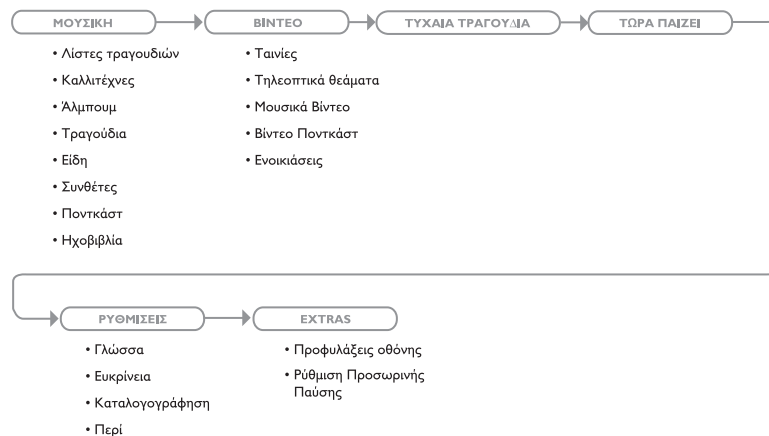 ΜΟΥΣΙΚΗ
• Λίστες τραγουδιών
• Καλλιτέχνες
• Άλμπουμ
• Τραγούδια
• Είδη
• Συνθέτες
• Ποντκάστ
• Ηχοβιβλία
ΒΙΝΤΕΟ
• Ταινίες
• Τηλεοπτικά θεάματα
• Μουσικά Βίντεο
• Βίντεο Ποντκάστ
• Ενοικιάσεις
ΤΥΧΑΙΑ ΤΡΑΓΟΥΔΙΑ
ΤΩΡΑ ΠΑΙΖΕΙ
ΡΥΘΜΙΣΕΙΣ
• Γλώσσα
• Ευκρίνεια
• Καταλογογράφηση
• Περί
EXTRAS
• Προφυλάξεις οθόνης
• Ρύθμιση Προσωρινής
Παύσης